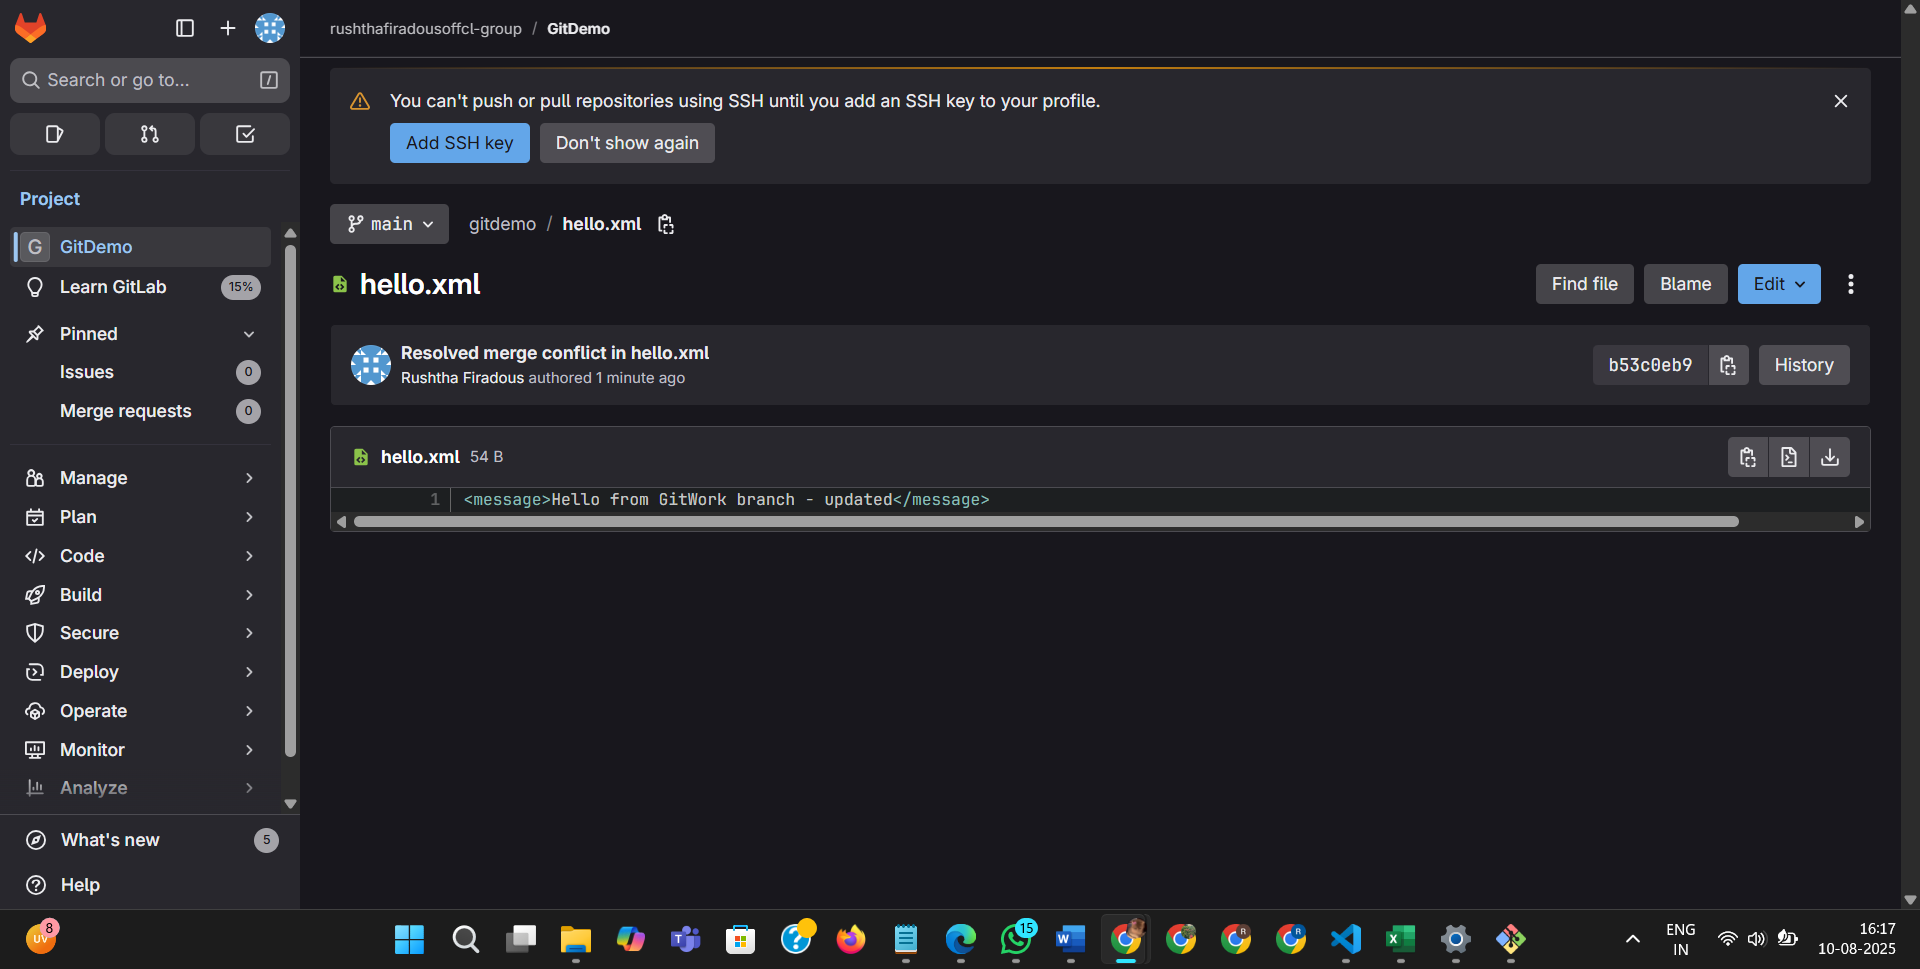 rushthafiradousoffcl-group / GitDemo
Search or go to... /
You can't push or pull repositories using SSH until you add an SSH key to your profile.
Add SSH key Don't show again
Project
G GitDemo
Learn GitLab 15%
Pinned
Issues 0
Merge requests 0
Manage
Plan
Code
Build
Secure
Deploy
Operate
Monitor
Analyze
What's new 5
Help
main gitdemo / hello.xml
hello.xml
Find file Blame Edit
Resolved merge conflict in hello.xml
Rushtha Firadous authored 1 minute ago
b53c0eb9 History
hello.xml 54 B
1 <message>Hello from GitWork branch - updated</message>
UV 8
15
ENG
IN
16:17
10-08-2025